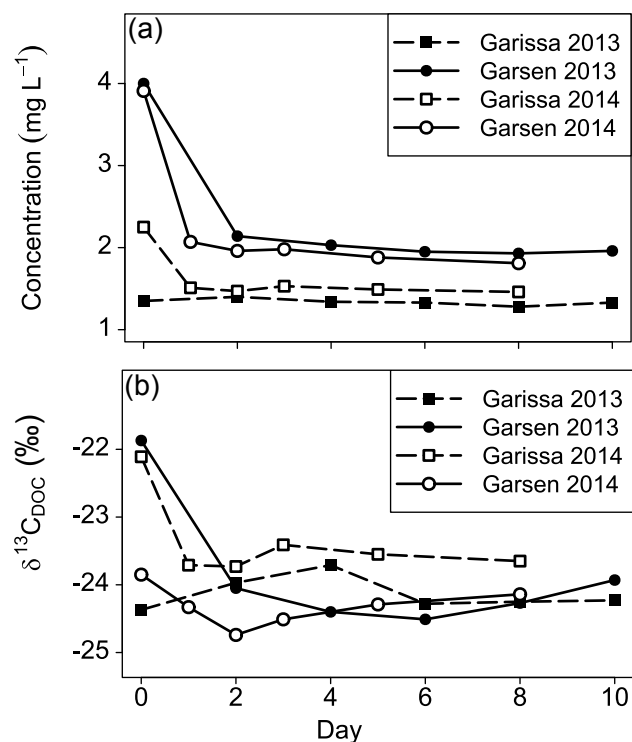 (a)
Garissa 2013
Garsen 2013
Garissa 2014
Garsen 2014
Concentration (mg L⁻¹)
4
3
2
1
(b)
Garissa 2013
Garsen 2013
Garissa 2014
Garsen 2014
δ¹³C_DOC (‰)
-22
-23
-24
-25
0 2 4 6 8 10
Day